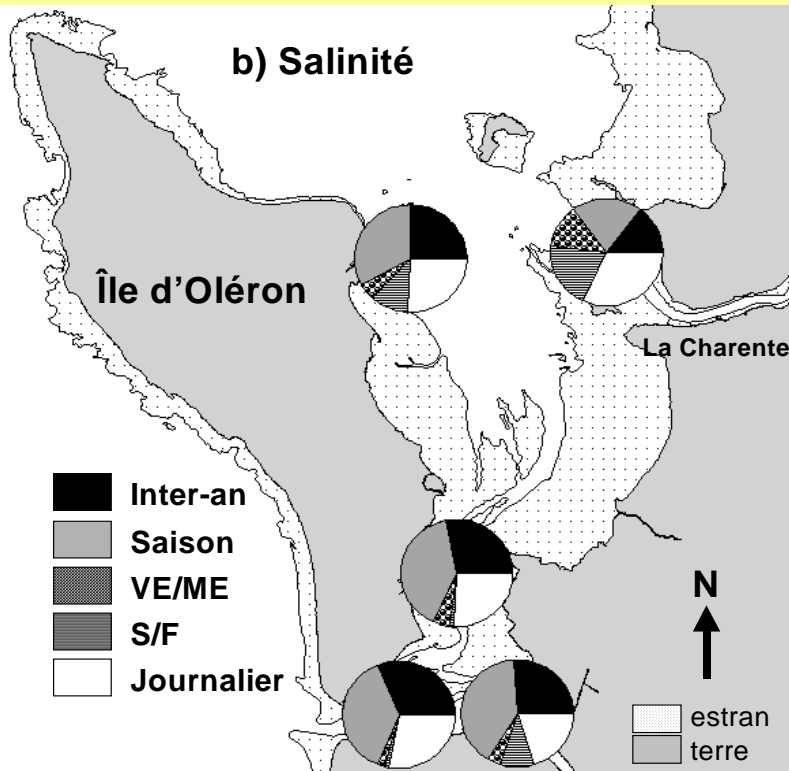 b) Salinité
Île d'Oléron
La Charente
Inter-an
Saison
VE/ME
S/F
Journalier
N
estran
terre